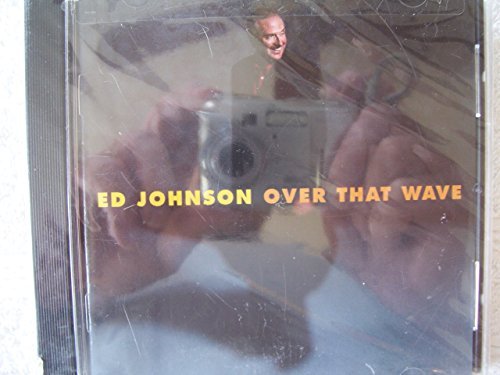 ED JOHNSON OVER THAT WAVE